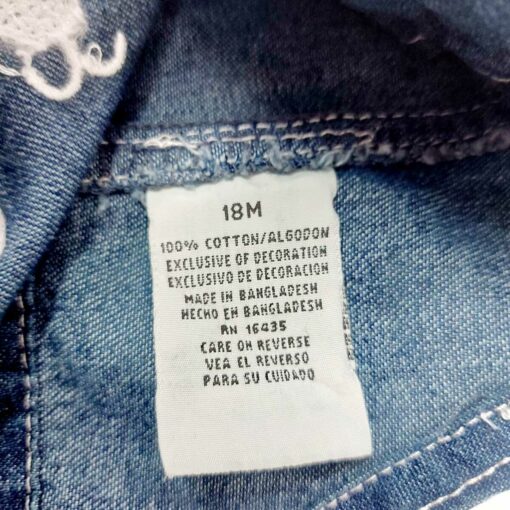 18M
100% COTTON/ALGODON
EXCLUSIVE OF DECORATION
EXCLUSIVO DE DECORACION
MADE IN BANGLADESH
HECHO EN BANGLADESH
RN 16435
CARE ON REVERSE
VEA EL REVERSO
PARA SU CUIDADO